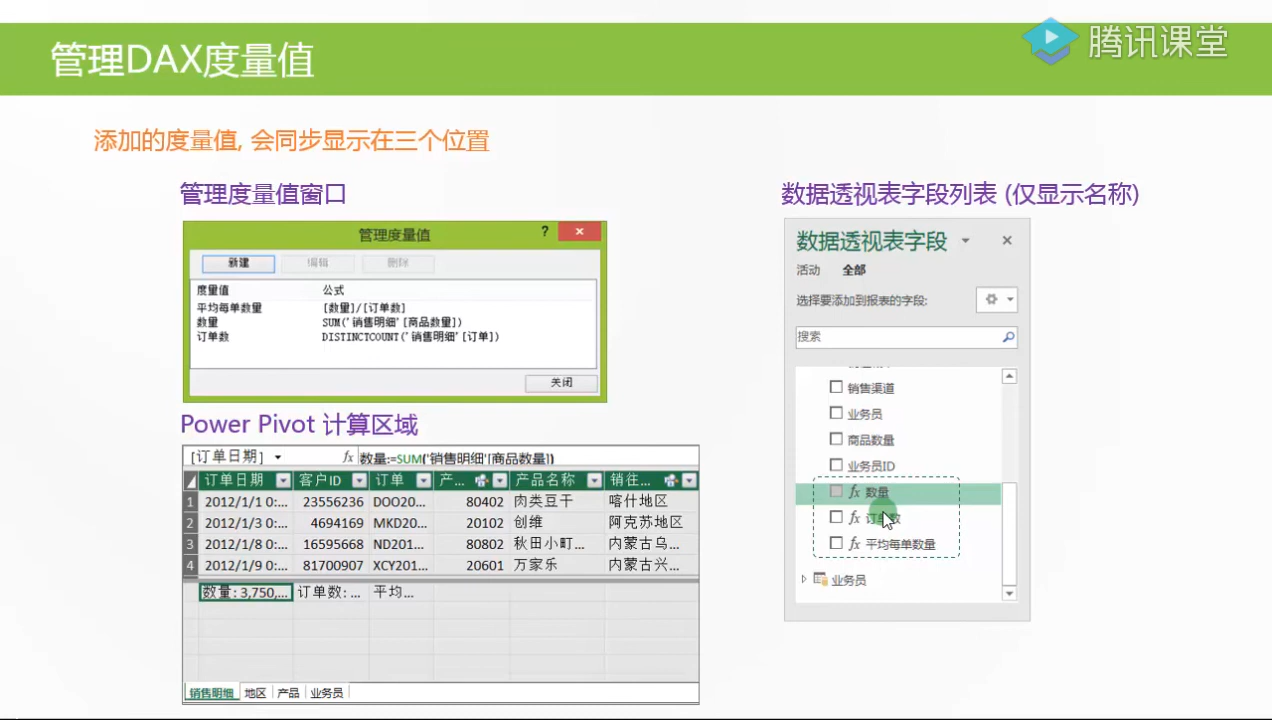 管理DAX度量值
腾讯课堂
添加的度量值, 会同步显示在三个位置
管理度量值窗口
管理度量值
? ×
新建 编辑 删除
度量值 公式
平均每单数量 [数量]/[订单数]
数量 SUM('销售明细'[商品数量])
订单数 DISTINCTCOUNT('销售明细'[订单])
关闭
Power Pivot 计算区域
[订单日期] fx 数量:=SUM('销售明细'[商品数量])
订单日期 客户ID 订单 产... 产品名称 销往...
1 2012/1/1 0:... 23556236 DOO20... 80402 肉类豆干 喀什地区
2 2012/1/3 0:... 4694169 MKD20... 20102 创维 阿克苏地区
3 2012/1/8 0:... 16595668 ND201... 80802 秋田小町... 内蒙古乌...
4 2012/1/9 0:... 81700907 XCY201... 20601 万家乐 内蒙古兴...
数量: 3,750,... 订单数: ... 平均...
销售明细 地区 产品 业务员
数据透视表字段列表 (仅显示名称)
数据透视表字段 ×
活动 全部
选择要添加到报表的字段:
搜索
销售渠道
业务员
商品数量
业务员ID
fx 数量
fx 订单数
fx 平均每单数量
业务员